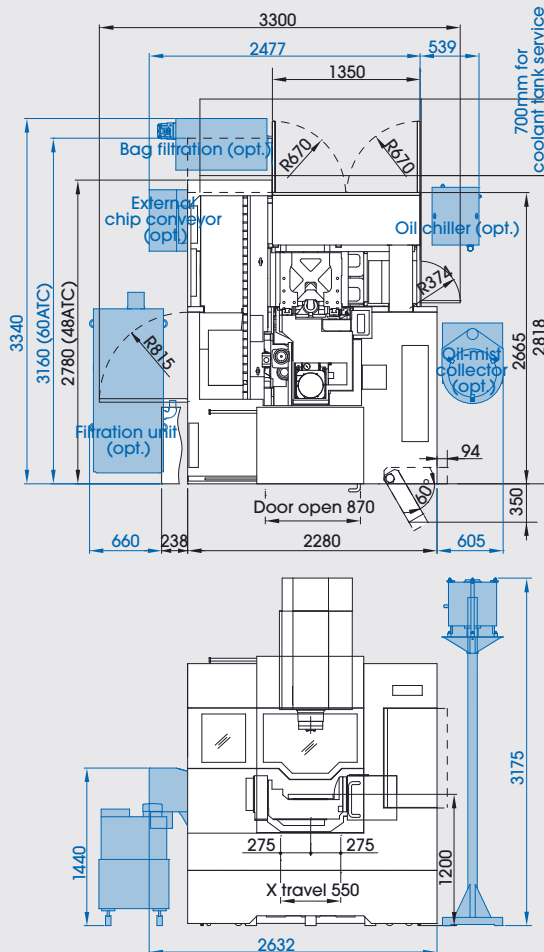 3300
2477
539
1350
700mm for
coolant tank service
Bag filtration (opt.)
R670
R670
External
chip conveyor
(opt.)
Oil chiller (opt.)
R374
3340
3160 (60ATC)
2780 (48ATC)
R815
2665
2818
Oil-mist
collector
(opt.)
Filtration unit
(opt.)
94
60°
350
Door open 870
660
238
2280
605
3175
1440
275
275
1200
X travel 550
2632